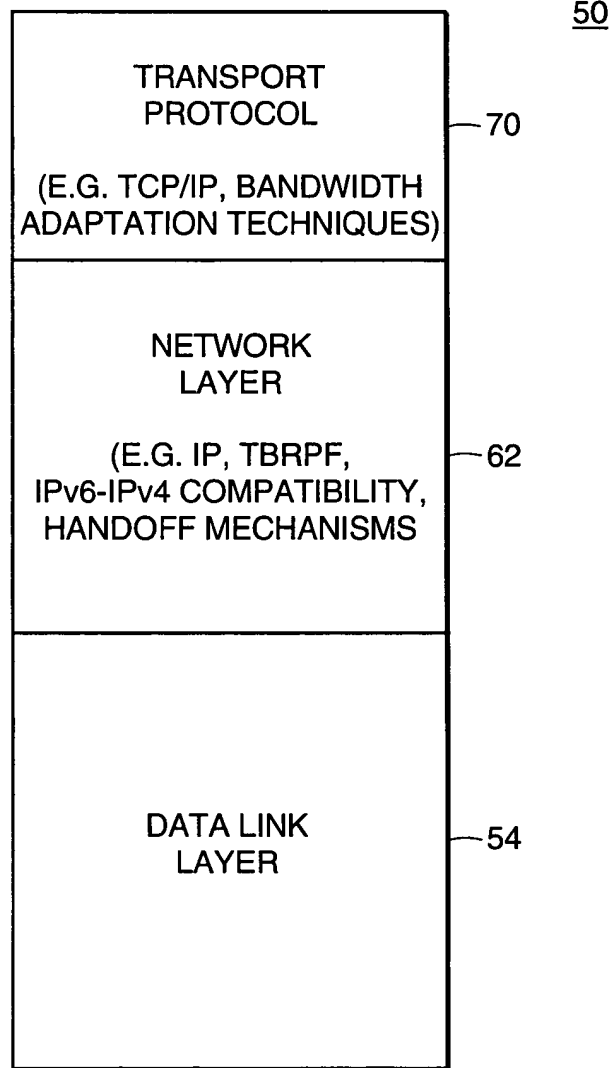 50
TRANSPORT
PROTOCOL
(E.G. TCP/IP, BANDWIDTH
ADAPTATION TECHNIQUES)
70
NETWORK
LAYER
(E.G. IP, TBRPF,
IPv6-IPv4 COMPATIBILITY,
HANDOFF MECHANISMS
62
DATA LINK
LAYER
54